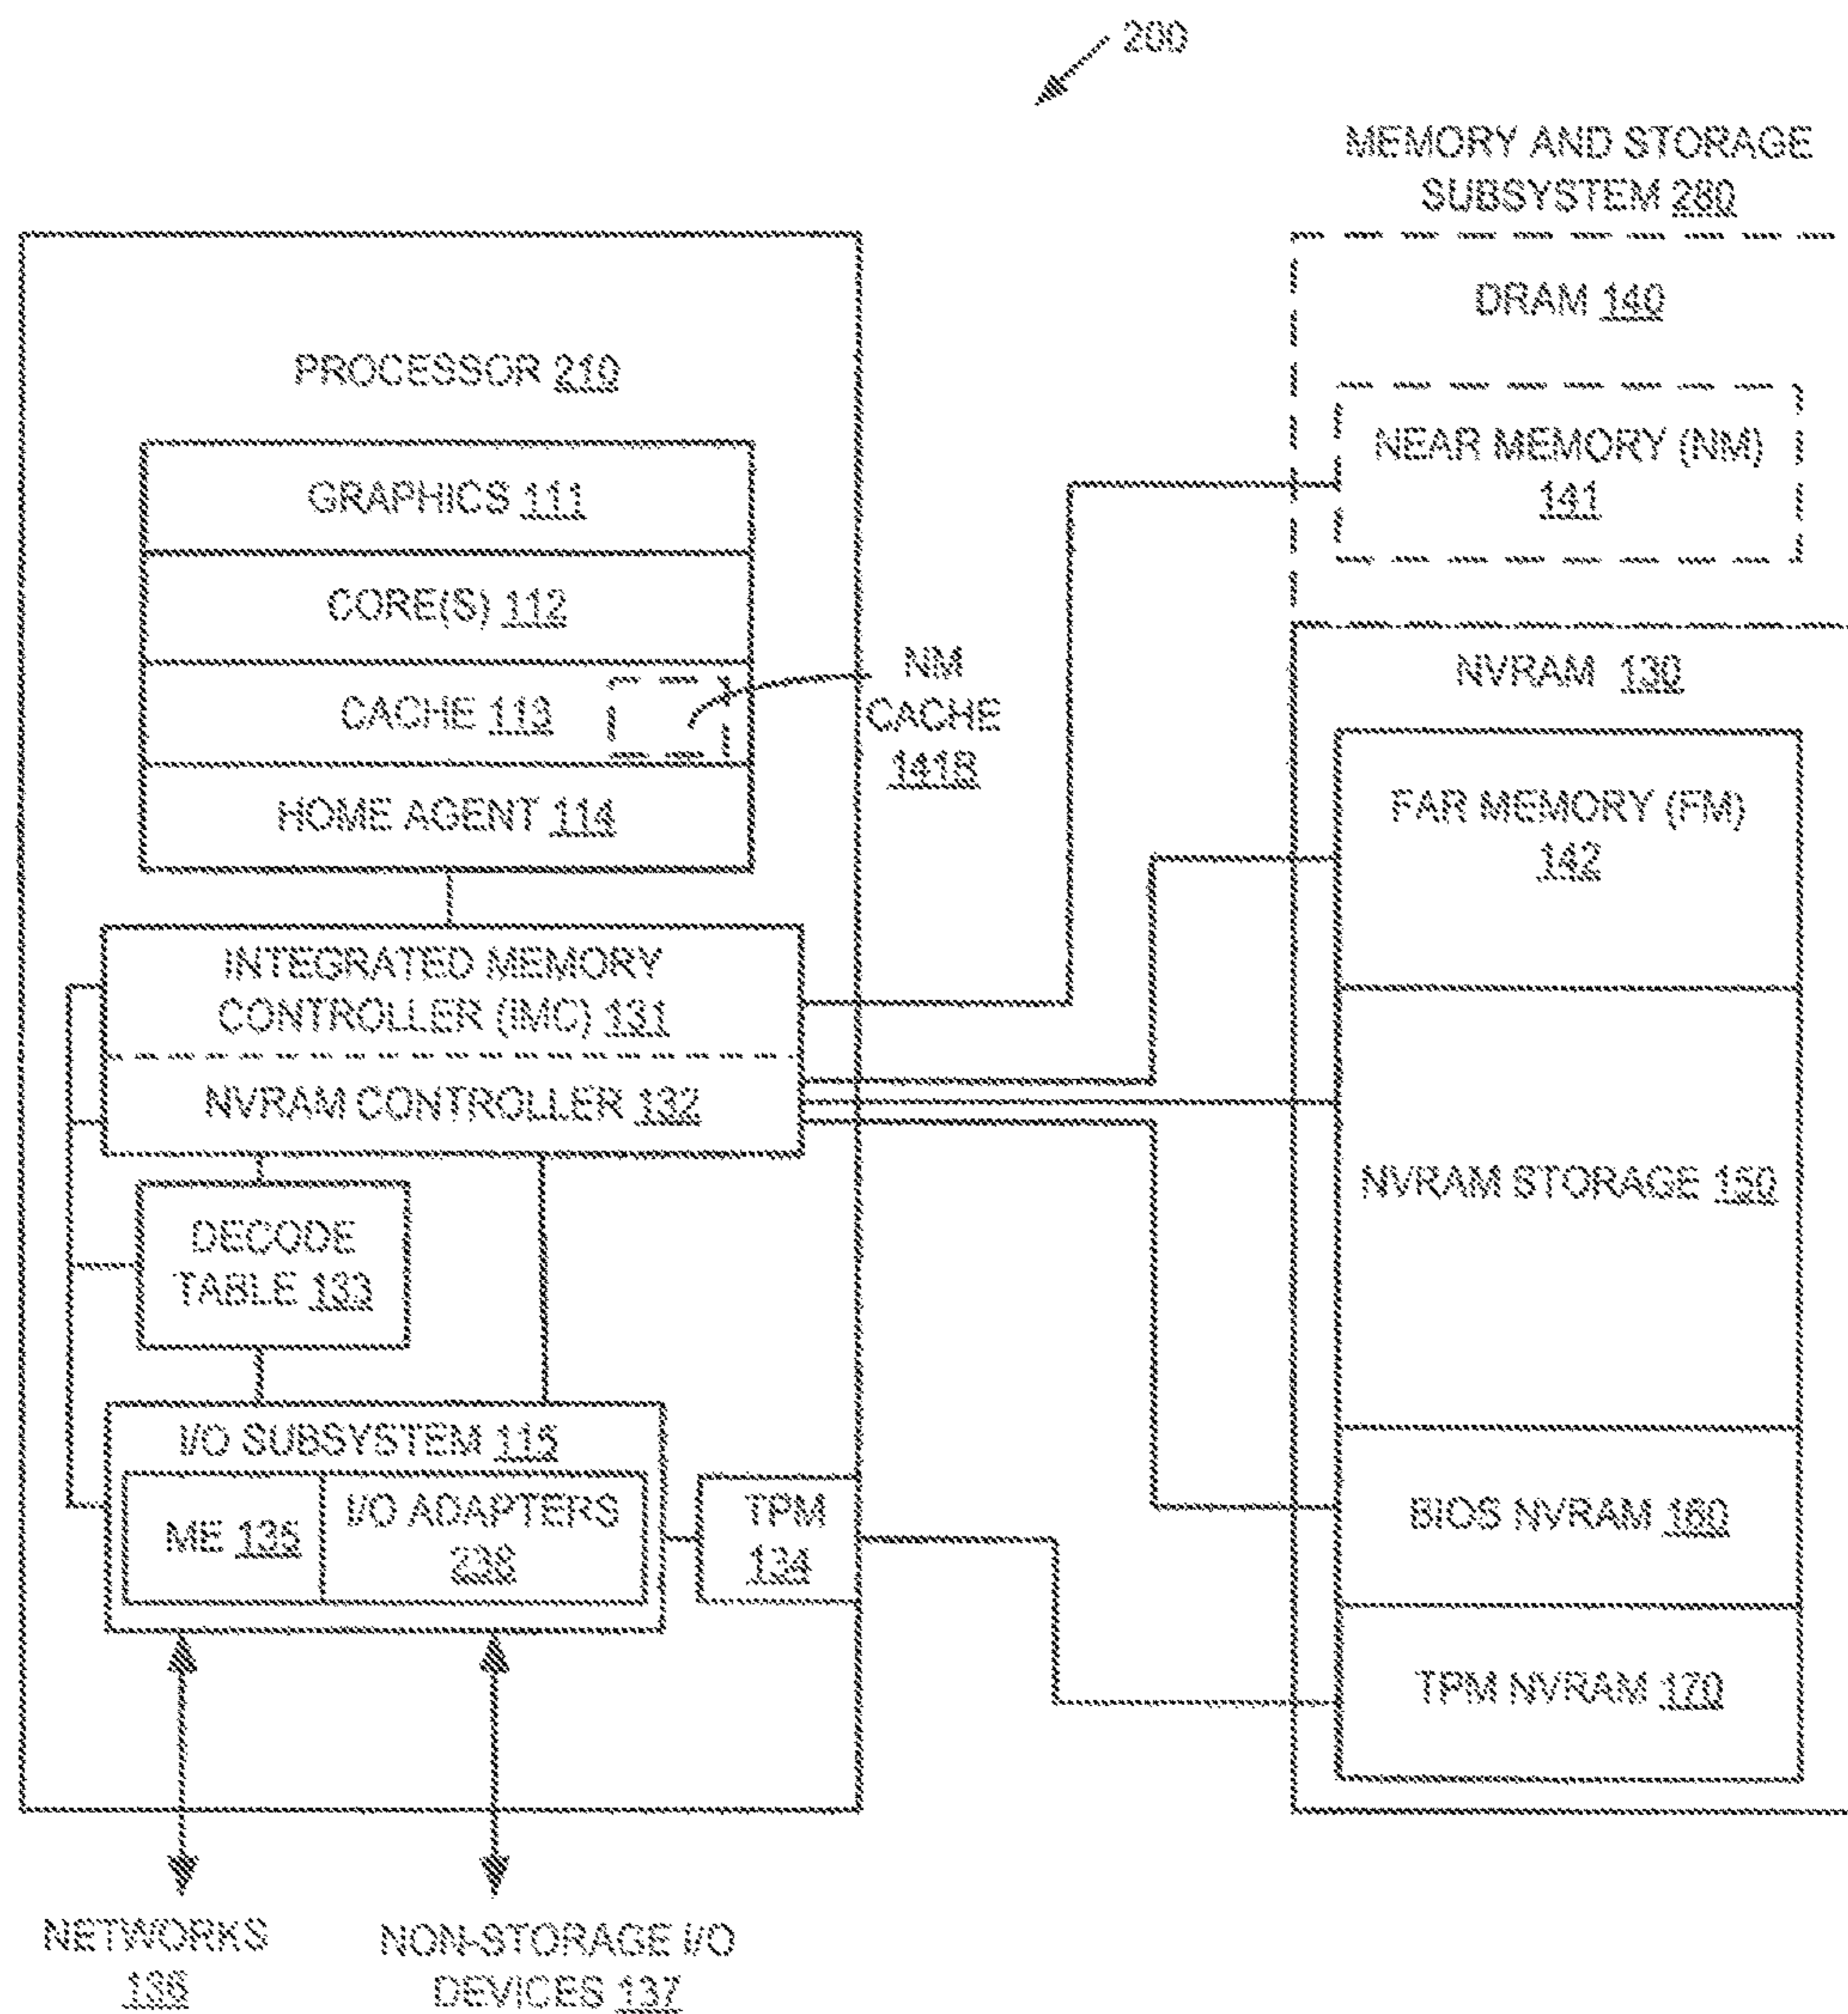 200
MEMORY AND STORAGE
SUBSYSTEM 280
DRAM 140
NEAR MEMORY (NM)
141
PROCESSOR 210
GRAPHICS 111
CORE(S) 112
CACHE 113
HOME AGENT 114
NM
CACHE
141B
NVRAM 130
FAR MEMORY (FM)
142
INTEGRATED MEMORY
CONTROLLER (IMC) 131
NVRAM CONTROLLER 132
DECODE
TABLE 133
NVRAM STORAGE 150
I/O SUBSYSTEM 115
ME 135
I/O ADAPTERS
238
TPM
134
BIOS NVRAM 160
TPM NVRAM 170
NETWORKS
136
NON-STORAGE I/O
DEVICES 137